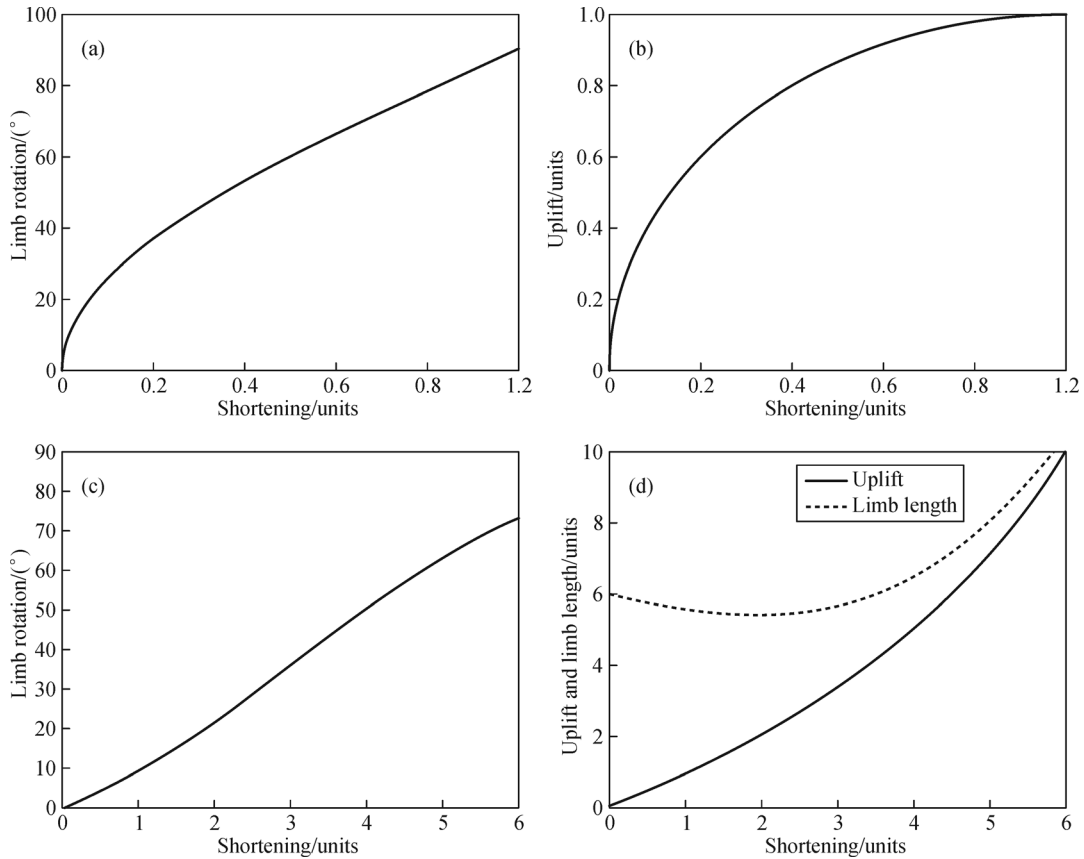 (a)
Limb rotation/(°)
100
80
60
40
20
0
0 0.2 0.4 0.6 0.8 1.0 1.2
Shortening/units
(b)
Uplift/units
1.0
0.8
0.6
0.4
0.2
0
0 0.2 0.4 0.6 0.8 1.2
Shortening/units
(c)
Limb rotation/(°)
90
80
70
60
50
40
30
20
10
0
0 1 2 3 4 5 6
Shortening/units
(d)
Uplift
Limb length
Uplift and limb length/units
10
8
6
4
2
0
0 1 2 3 4 5 6
Shortening/units